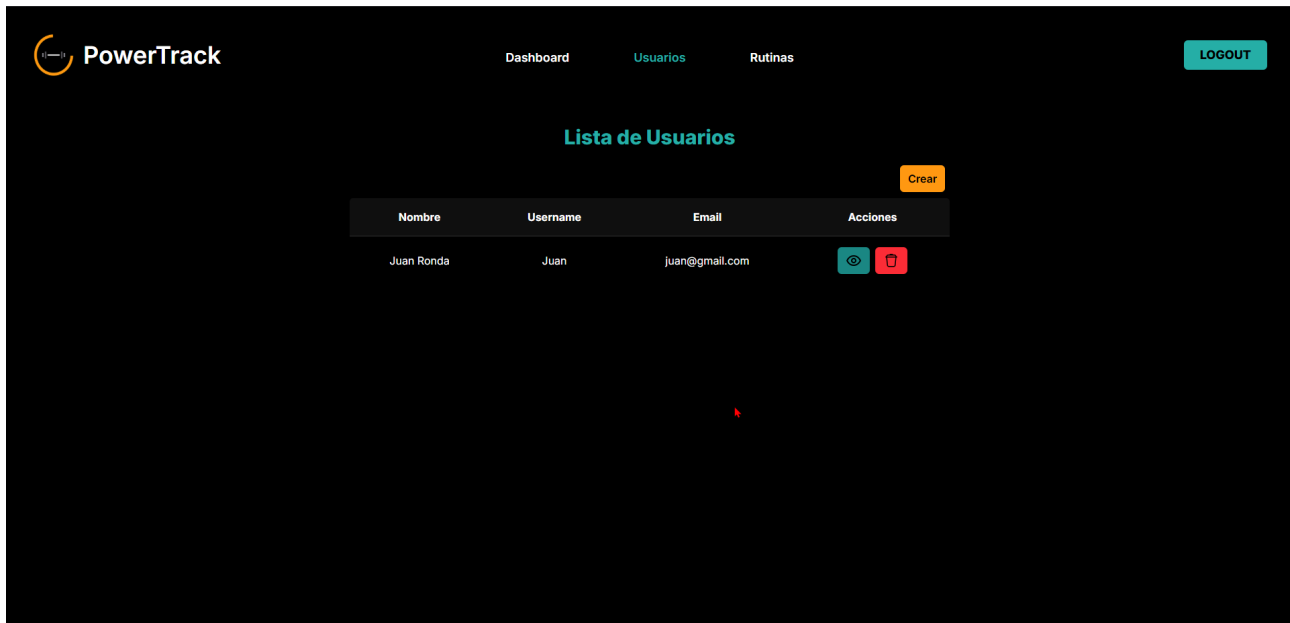 PowerTrack Dashboard Usuarios Rutinas LOGOUT
Lista de Usuarios
Crear
Nombre Username Email Acciones
Juan Ronda Juan juan@gmail.com